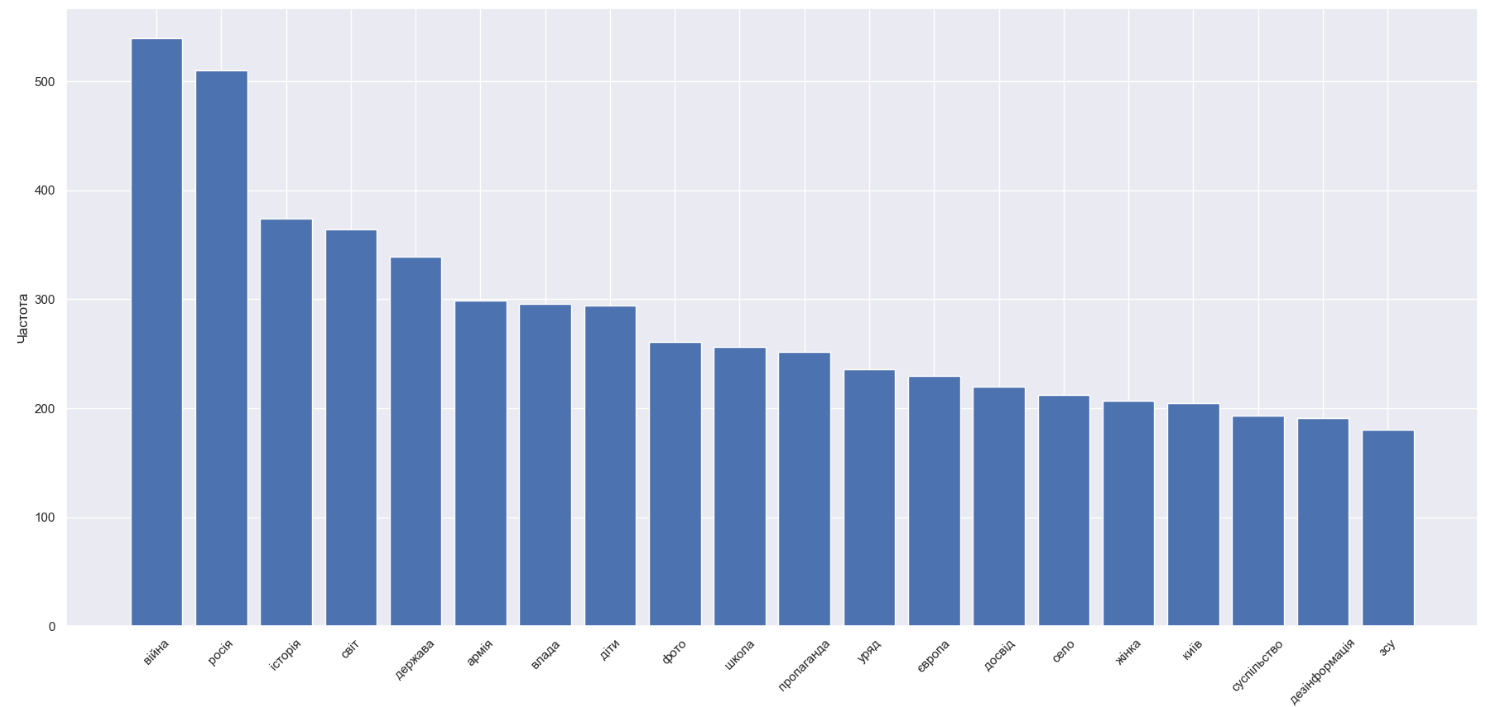 Частота
500
400
300
200
100
0
війна
росія
історія
світ
держава
армія
влада
діти
фото
школа
пропаганда
уряд
європа
досвід
село
жінка
київ
суспільство
дезінформація
зсу